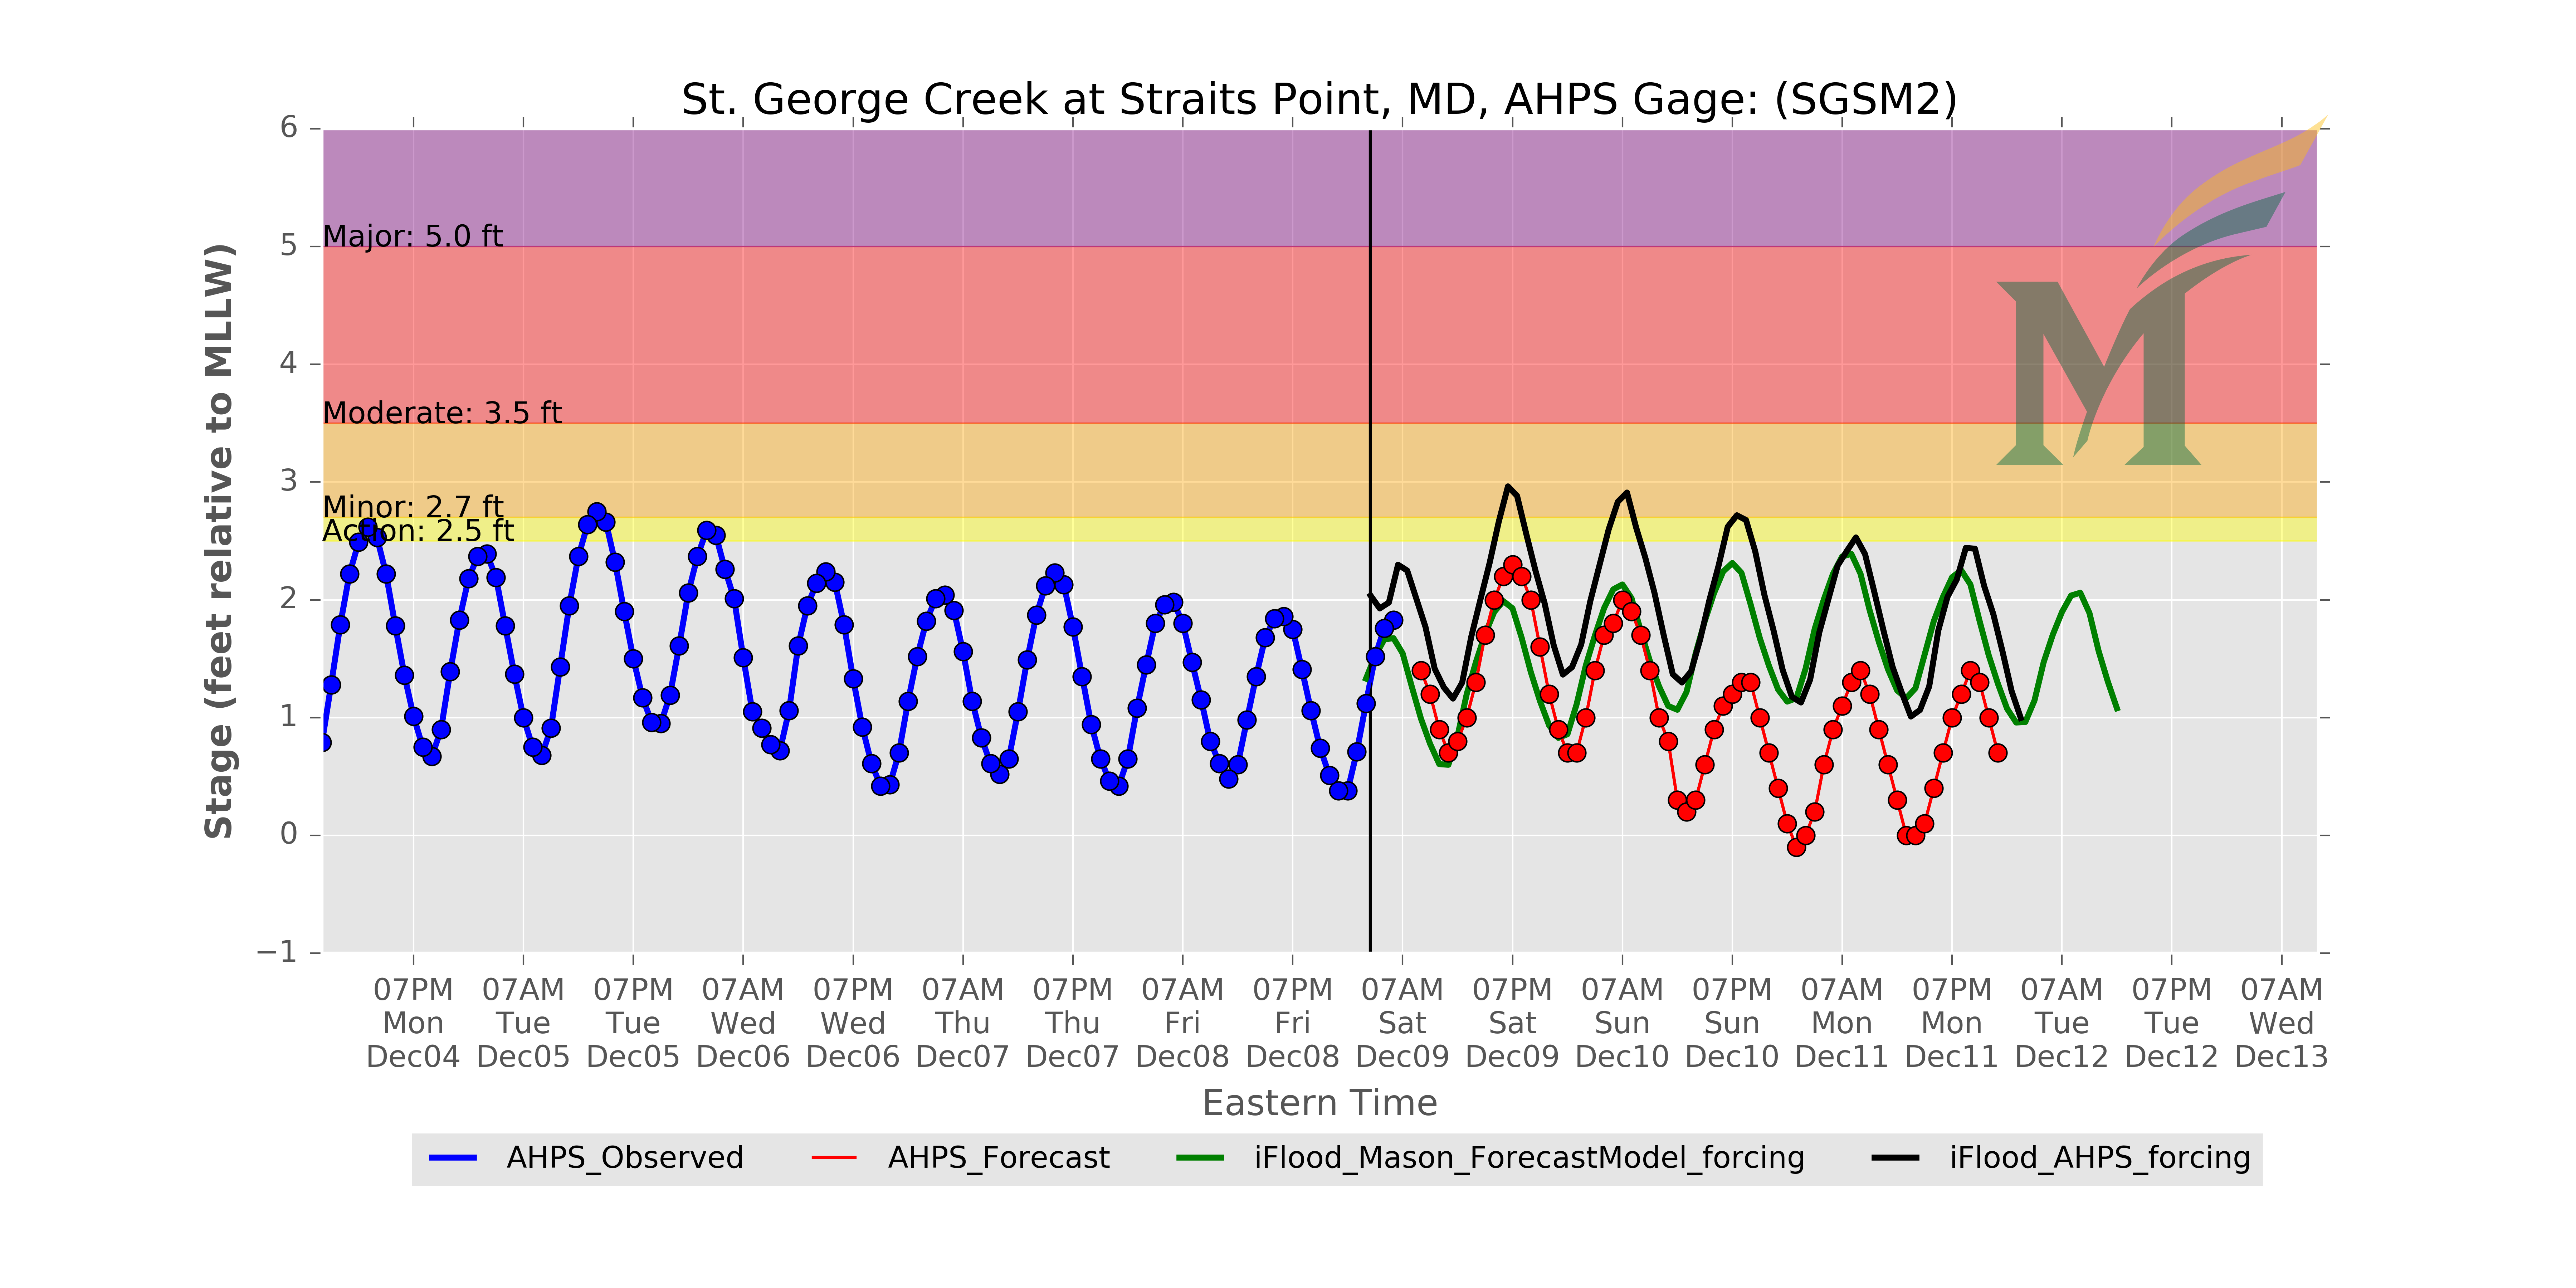 St. George Creek at Straits Point, MD, AHPS Gage: (SGSM2)
Stage (feet relative to MLLW)
6
5
4
3
2
1
0
−1
Major: 5.0 ft
Moderate: 3.5 ft
Minor: 2.7 ft
Action: 2.5 ft
M
07PM 07AM 07PM 07AM 07PM 07AM 07PM 07AM 07PM 07AM 07PM 07AM 07PM 07AM 07PM 07AM 07PM 07AM
Mon Tue Tue Wed Wed Thu Thu Fri Fri Sat Sat Sun Sun Mon Mon Tue Tue Wed
Dec04 Dec05 Dec05 Dec06 Dec06 Dec07 Dec07 Dec08 Dec08 Dec09 Dec09 Dec10 Dec10 Dec11 Dec11 Dec12 Dec12 Dec13
Eastern Time
AHPS_Observed AHPS_Forecast iFlood_Mason_ForecastModel_forcing iFlood_AHPS_forcing